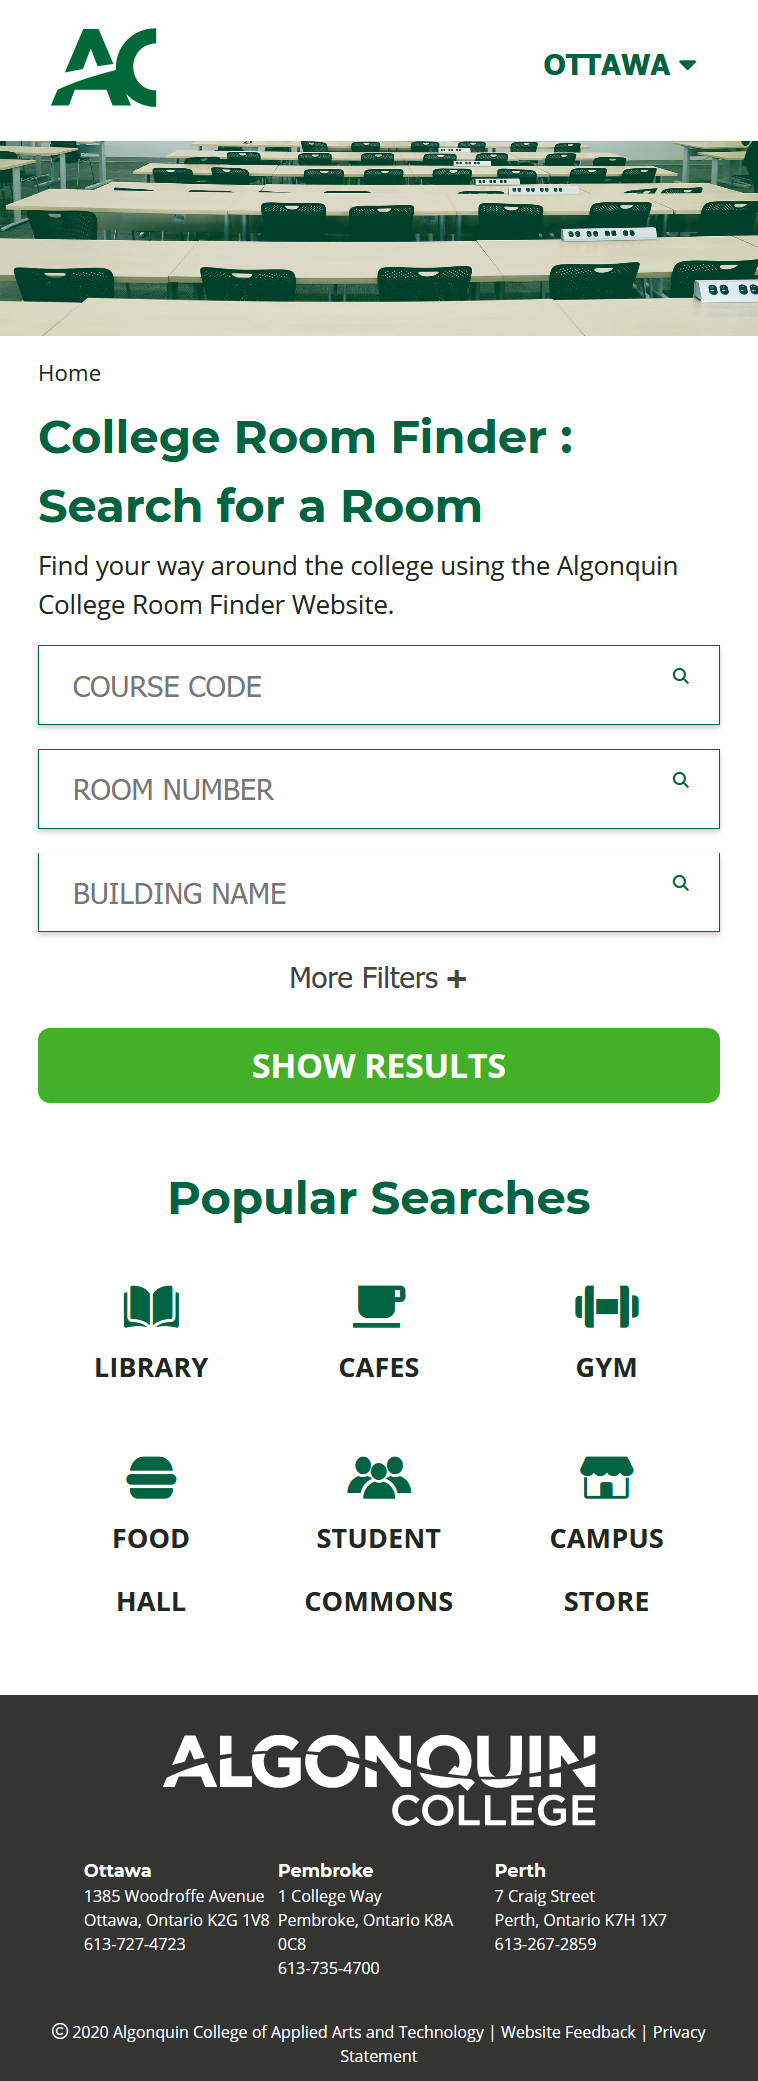 AC
OTTAWA
Home
College Room Finder :
Search for a Room
Find your way around the college using the Algonquin
College Room Finder Website.
COURSE CODE
ROOM NUMBER
BUILDING NAME
More Filters +
SHOW RESULTS
Popular Searches
LIBRARY CAFES GYM
FOOD STUDENT CAMPUS
HALL COMMONS STORE
ALGONQUIN
COLLEGE
Ottawa
1385 Woodroffe Avenue
Ottawa, Ontario K2G 1V8
613-727-4723
Pembroke
1 College Way
Pembroke, Ontario K8A
0C8
613-735-4700
Perth
7 Craig Street
Perth, Ontario K7H 1X7
613-267-2859
© 2020 Algonquin College of Applied Arts and Technology | Website Feedback | Privacy
Statement